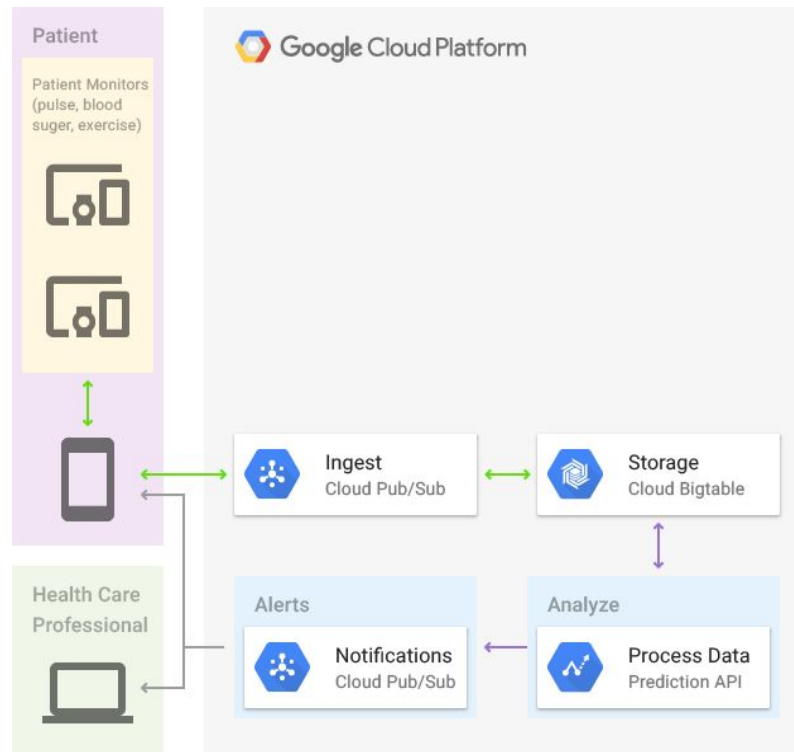 Patient
Patient Monitors
(pulse, blood
suger, exercise)
Google Cloud Platform
Ingest
Cloud Pub/Sub
Storage
Cloud Bigtable
Health Care
Professional
Alerts
Notifications
Cloud Pub/Sub
Analyze
Process Data
Prediction API